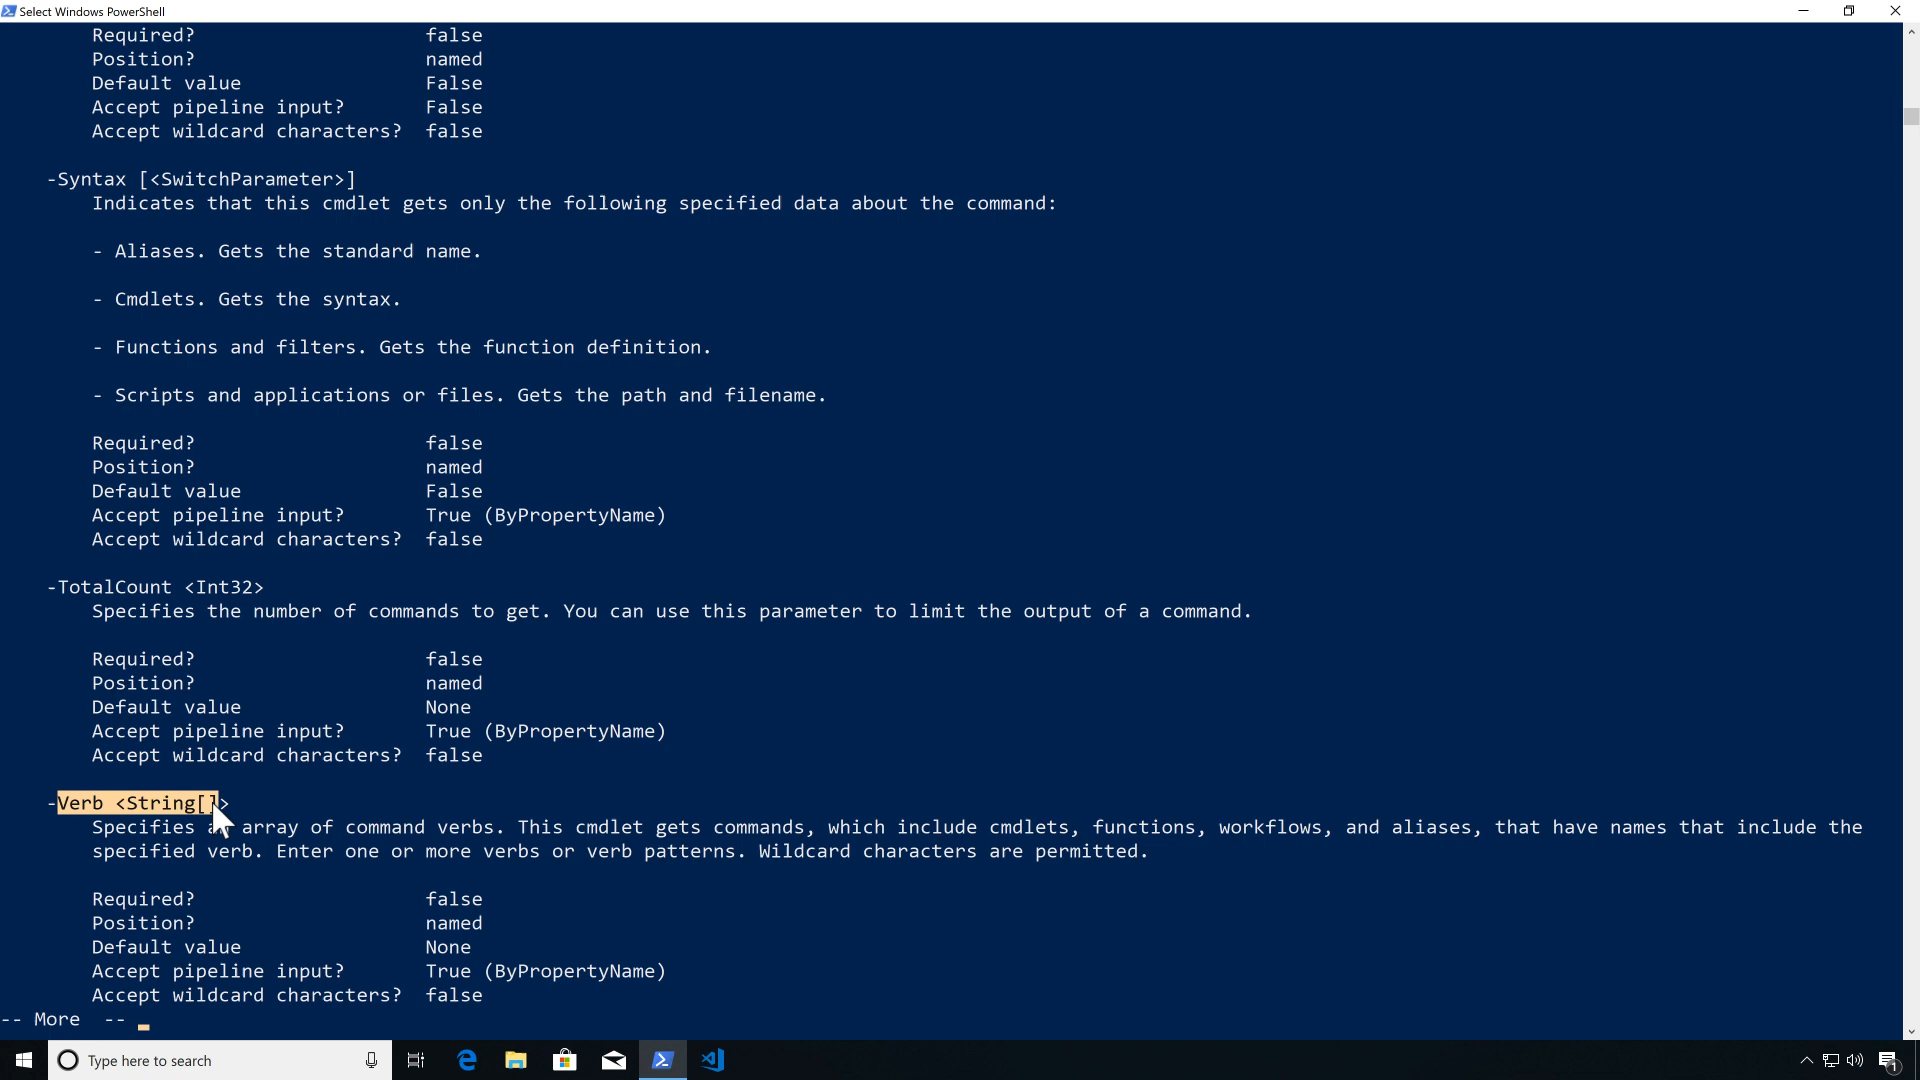 Select Windows PowerShell
Required? false
Position? named
Default value False
Accept pipeline input? False
Accept wildcard characters? false
-Syntax [<SwitchParameter>]
Indicates that this cmdlet gets only the following specified data about the command:
- Aliases. Gets the standard name.
- Cmdlets. Gets the syntax.
- Functions and filters. Gets the function definition.
- Scripts and applications or files. Gets the path and filename.
Required? false
Position? named
Default value False
Accept pipeline input? True (ByPropertyName)
Accept wildcard characters? false
-TotalCount <Int32>
Specifies the number of commands to get. You can use this parameter to limit the output of a command.
Required? false
Position? named
Default value None
Accept pipeline input? True (ByPropertyName)
Accept wildcard characters? false
-Verb <String[]>
Specifies an array of command verbs. This cmdlet gets commands, which include cmdlets, functions, workflows, and aliases, that have names that include the
specified verb. Enter one or more verbs or verb patterns. Wildcard characters are permitted.
Required? false
Position? named
Default value None
Accept pipeline input? True (ByPropertyName)
Accept wildcard characters? false
-- More --
Type here to search
1